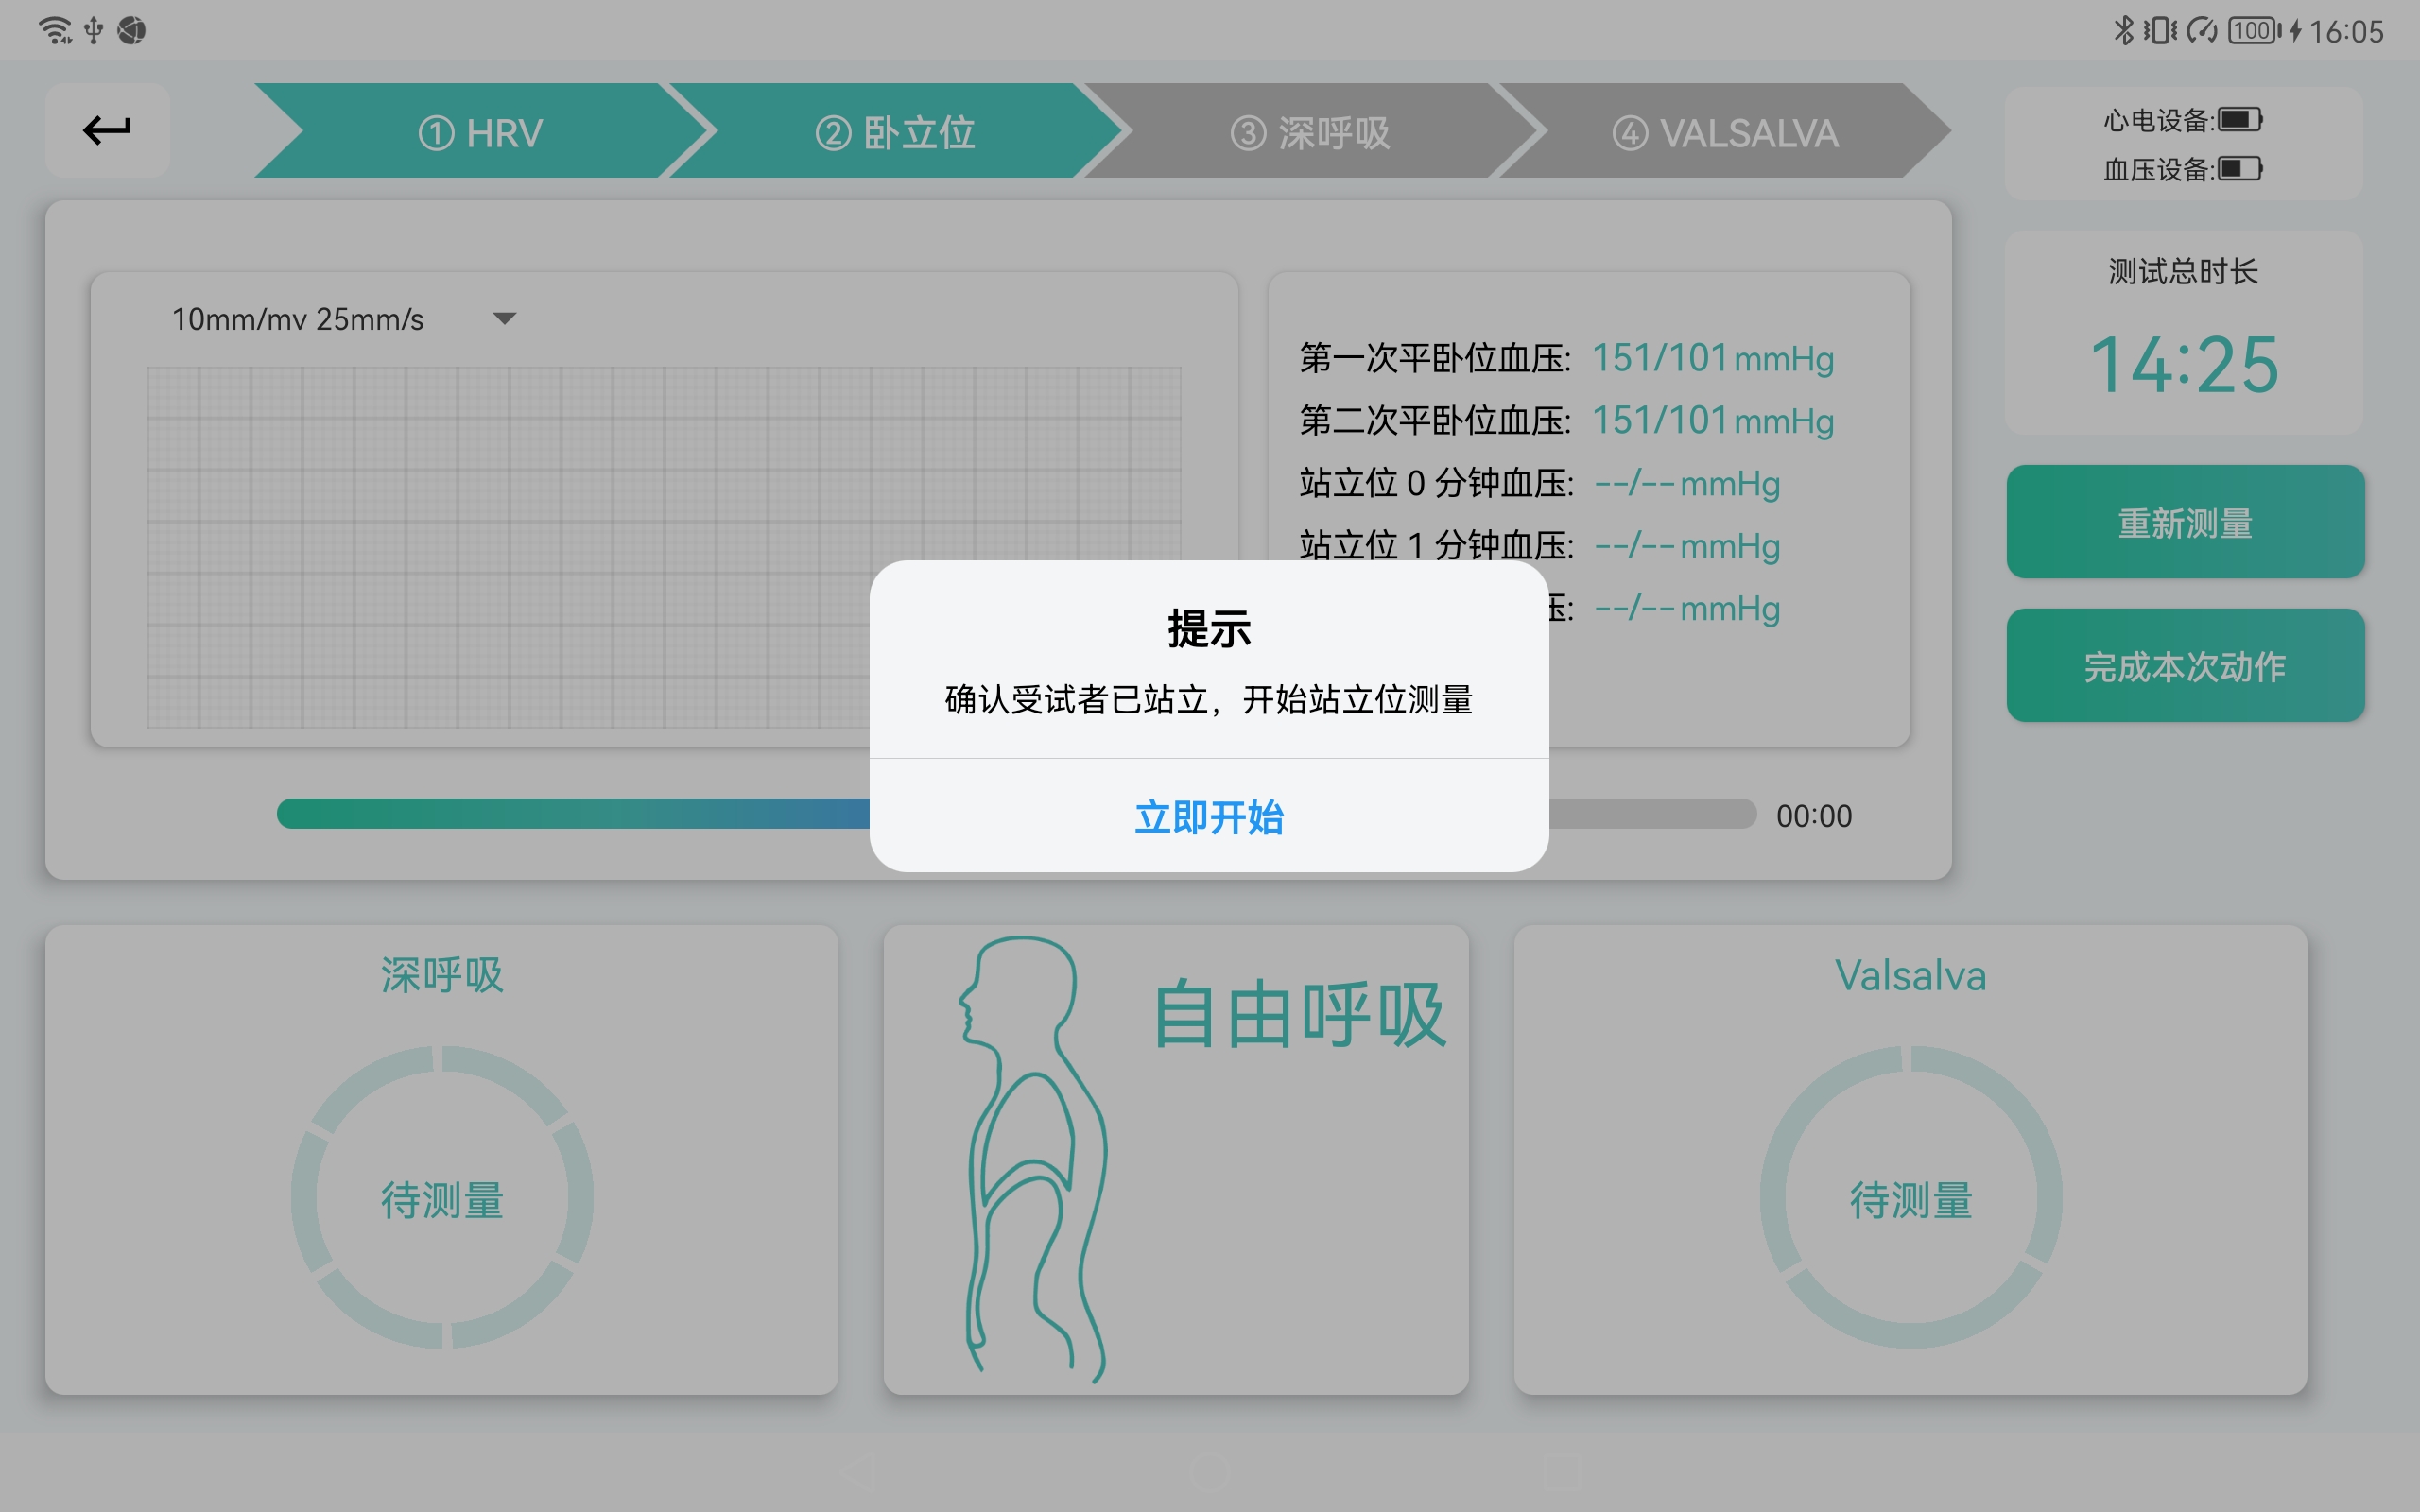 100 16:05
① HRV
② 卧立位
③ 深呼吸
④ VALSALVA
心电设备:
血压设备:
测试总时长
14:25
重新测量
完成本次动作
10mm/mv 25mm/s
第一次平卧位血压: 151/101 mmHg
第二次平卧位血压: 151/101 mmHg
站立位 0 分钟血压: --/-- mmHg
站立位 1 分钟血压: --/-- mmHg
压: --/-- mmHg
提示
确认受试者已站立，开始站立位测量
立即开始
00:00
深呼吸
待测量
自由呼吸
Valsalva
待测量